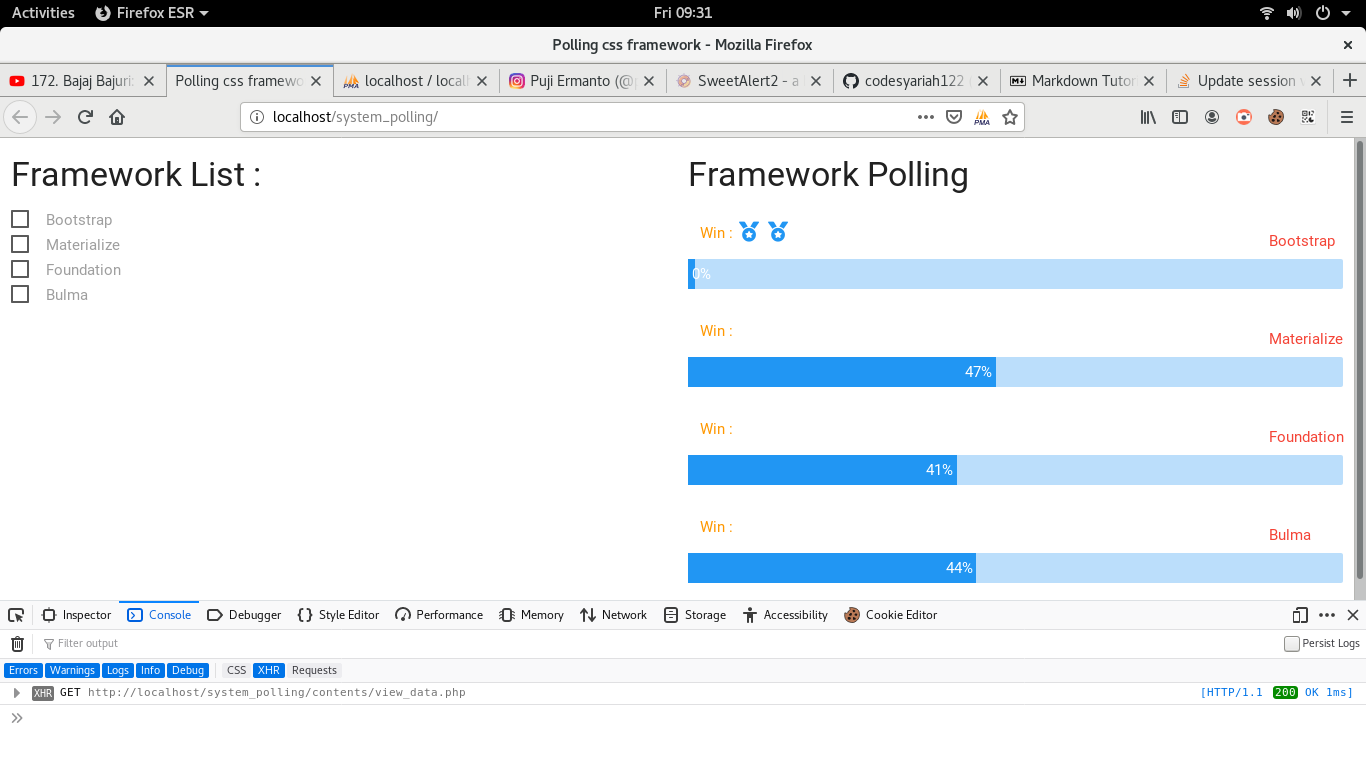 Activities Firefox ESR Fri 09:31
Polling css framework - Mozilla Firefox
172. Bajaj Bajuri: Polling css framewo localhost / local Puji Ermanto (@ SweetAlert2 - a codesyariah122 Markdown Tutor Update session
localhost/system_polling/
Framework List :
Bootstrap
Materialize
Foundation
Bulma
Framework Polling
Win :
Bootstrap
0%
Win :
Materialize
47%
Win :
Foundation
41%
Win :
Bulma
44%
Inspector Console Debugger Style Editor Performance Memory Network Storage Accessibility Cookie Editor
Filter output Persist Logs
Errors Warnings Logs Info Debug CSS XHR Requests
XHR GET http://localhost/system_polling/contents/view_data.php [HTTP/1.1 200 OK 1ms]